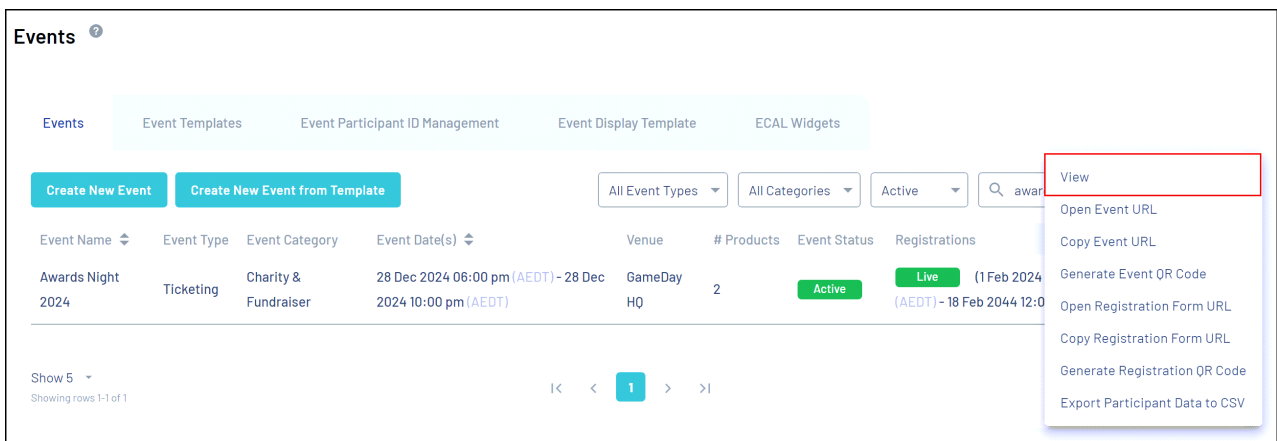 Events ?
Events Event Templates Event Participant ID Management Event Display Template ECAL Widgets
Create New Event Create New Event from Template All Event Types All Categories Active
Event Name Event Type Event Category Event Date(s) Venue # Products Event Status Registrations
Awards Night Charity & 28 Dec 2024 06:00 pm (AEDT) - 28 Dec GameDay Live (1 Feb 2024
Ticketing 2 Active
2024 Fundraiser 2024 10:00 pm (AEDT) HQ (AEDT) - 18 Feb 2044 12:0
View
Open Event URL
Copy Event URL
Generate Event QR Code
Open Registration Form URL
Copy Registration Form URL
Generate Registration QR Code
Export Participant Data to CSV
Show 5
Showing rows 1-1 of 1
1